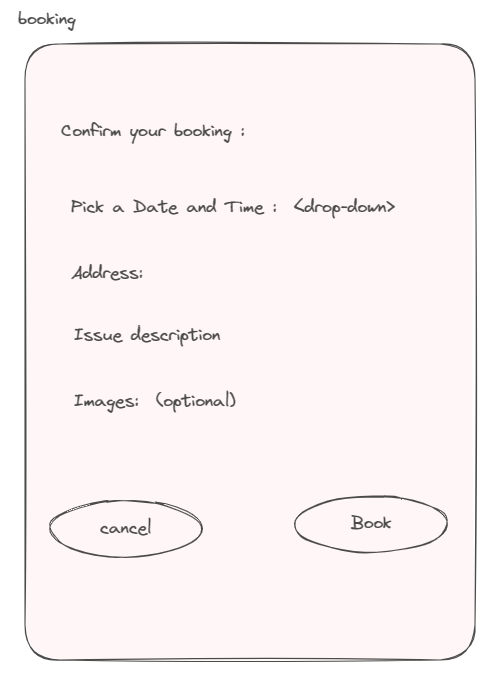 booking
Confirm your booking :
Pick a Date and Time : <drop-down>
Address:
Issue description
Images: (optional)
cancel
Book